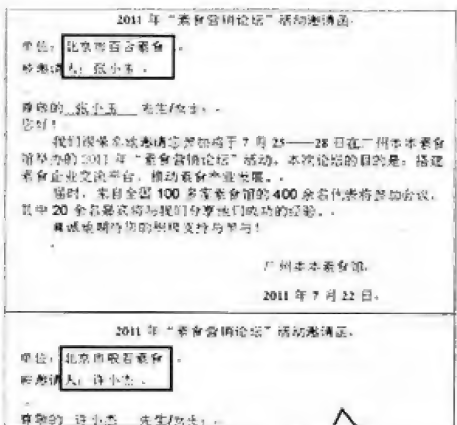 2011 年“素食营销论坛”活动邀请函
单位：北京市百合素食
被邀请人：张小玉
尊敬的 张小玉 先生/女士：
您好！
我们很荣幸地邀请您参加将于 7 月 25——28 日在广州本本素食
馆举办的 2011 年“素食营销论坛”活动。本次论坛的目的是：搭建
素食企业交流平台，推动素食产业发展。
届时，来自全国 100 多家素食馆的 400 余名代表将参加会议，
其中 20 余名嘉宾将与我们分享他们成功的经验。
真诚地期待您的积极支持与参与！
广州本本素食馆
2011 年 7 月 22 日
2011 年“素食营销论坛”活动邀请函
单位：北京市般若素食
被邀请人：许小杰
尊敬的 许小杰 先生/女士：